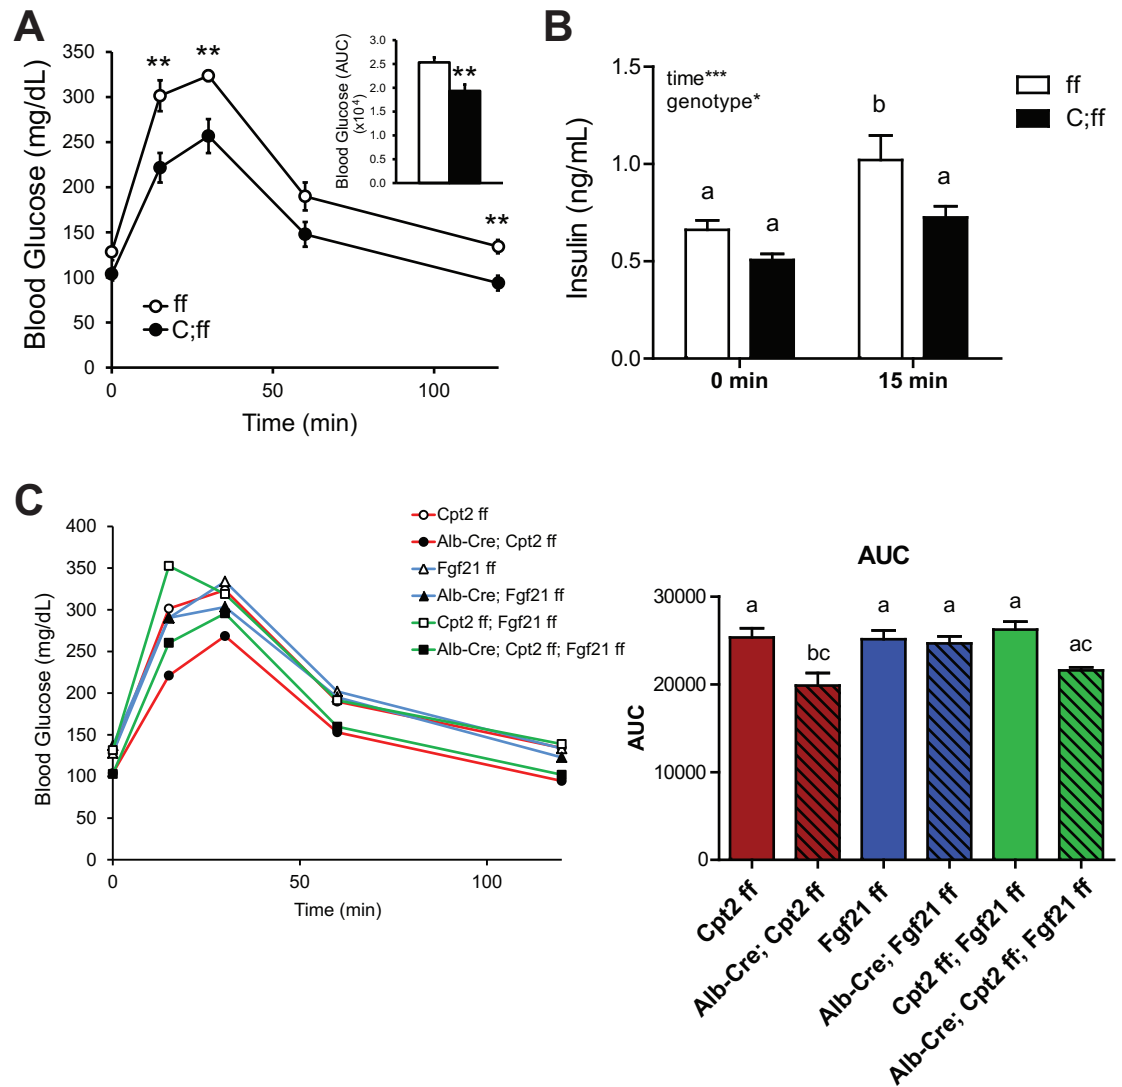 A
Blood Glucose (mg/dL)
350
300
250
200
150
100
50
0
**
**
**
ff
C;ff
0
50
100
Time (min)
Blood Glucose (AUC)
(x10⁴)
3.0
2.5
2.0
1.5
1.0
0.5
0.0
**
B
Insulin (ng/mL)
1.5
1.0
0.5
0.0
time***
genotype*
a
a
b
a
0 min
15 min
ff
C;ff
C
Blood Glucose (mg/dL)
400
350
300
250
200
150
100
50
0
0
50
100
Time (min)
Cpt2 ff
Alb-Cre; Cpt2 ff
Fgf21 ff
Alb-Cre; Fgf21 ff
Cpt2 ff; Fgf21 ff
Alb-Cre; Cpt2 ff; Fgf21 ff
AUC
AUC
30000
20000
10000
0
a
bc
a
a
a
ac
Cpt2 ff
Alb-Cre; Cpt2 ff
Fgf21 ff
Alb-Cre; Fgf21 ff
Cpt2 ff; Fgf21 ff
Alb-Cre; Cpt2 ff; Fgf21 ff